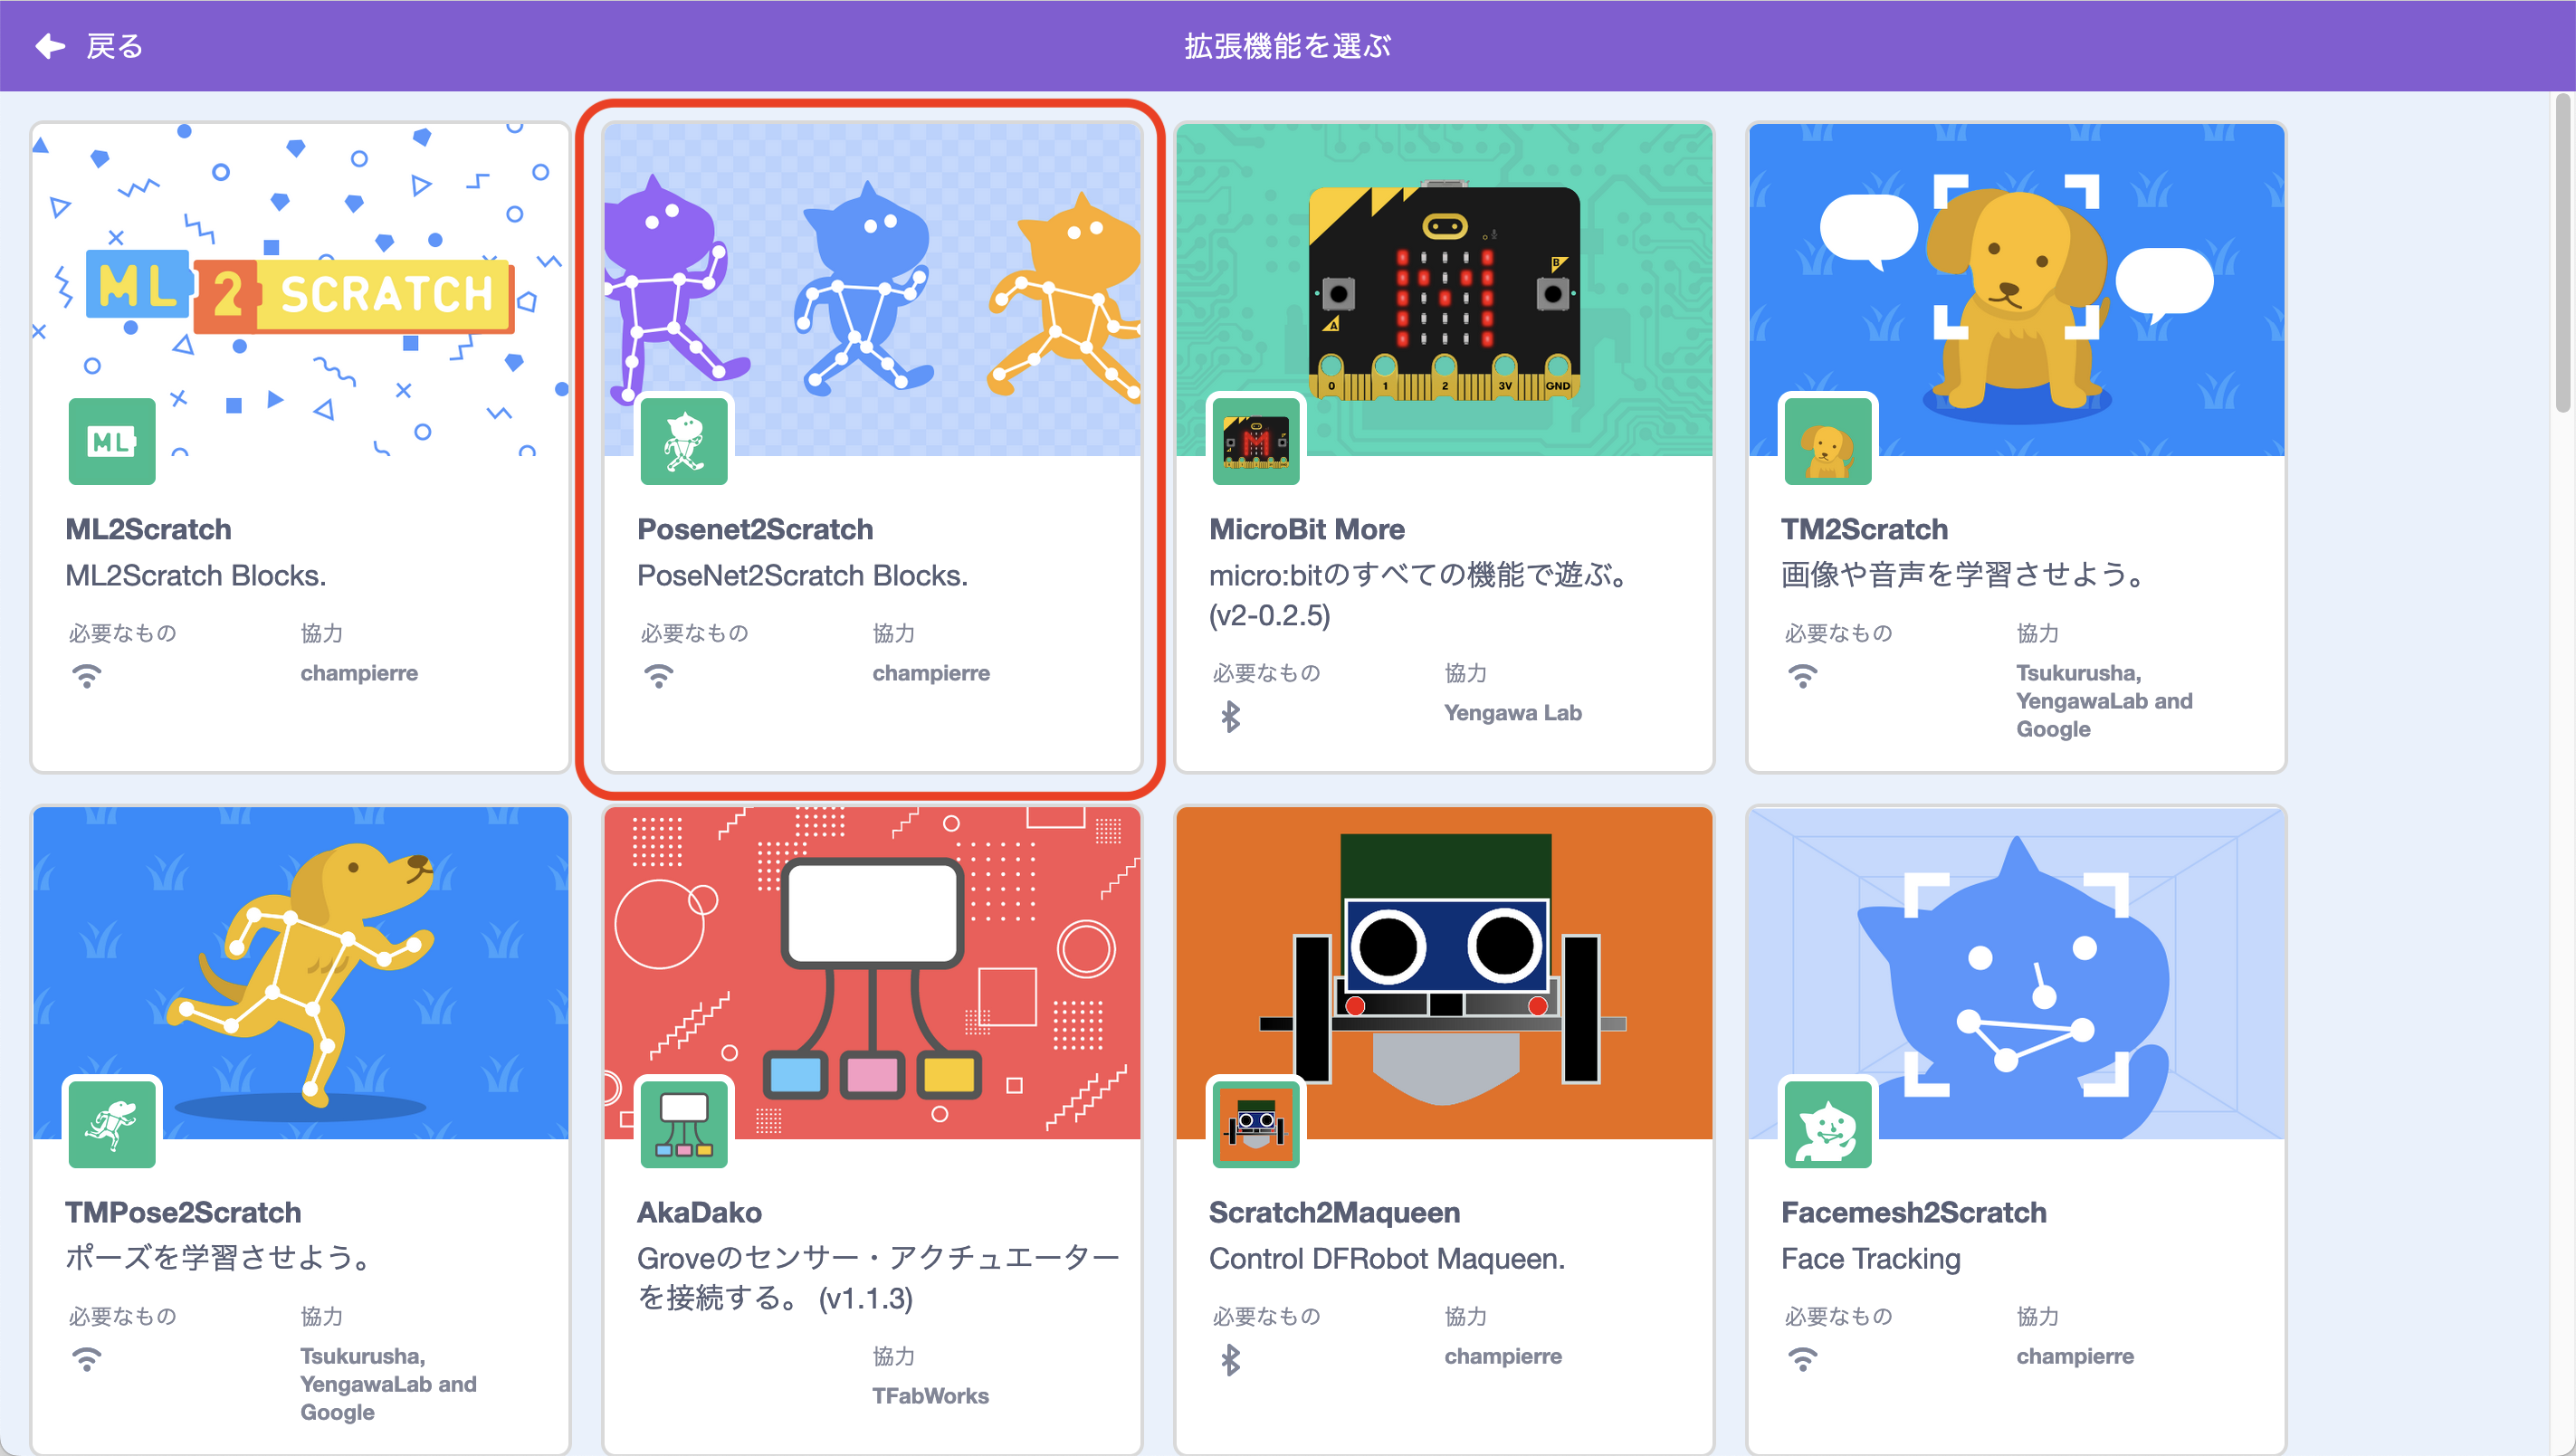 戻る
拡張機能を選ぶ
ML 2 SCRATCH
ML
ML2Scratch
ML2Scratch Blocks.
必要なもの
協力
champierre
Posenet2Scratch
PoseNet2Scratch Blocks.
必要なもの
協力
champierre
A
B
0 1 2 3V GND
MicroBit More
micro:bitのすべての機能で遊ぶ。
(v2-0.2.5)
必要なもの
協力
Yengawa Lab
TM2Scratch
画像や音声を学習させよう。
必要なもの
協力
Tsukurusha,
YengawaLab and
Google
TMPose2Scratch
ポーズを学習させよう。
必要なもの
協力
Tsukurusha,
YengawaLab and
Google
AkaDako
Groveのセンサー・アクチュエーター
を接続する。 (v1.1.3)
協力
TFabWorks
Scratch2Maqueen
Control DFRobot Maqueen.
必要なもの
協力
champierre
Facemesh2Scratch
Face Tracking
必要なもの
協力
champierre